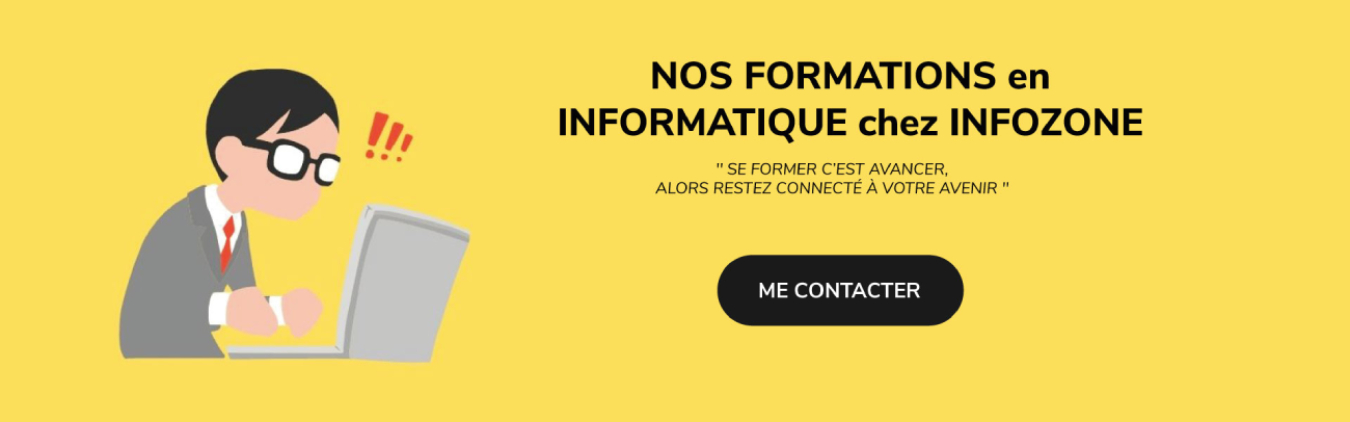 NOS FORMATIONS en
INFORMATIQUE chez INFOZONE
" SE FORMER C'EST AVANCER,
ALORS RESTEZ CONNECTÉ À VOTRE AVENIR "
ME CONTACTER
!!!